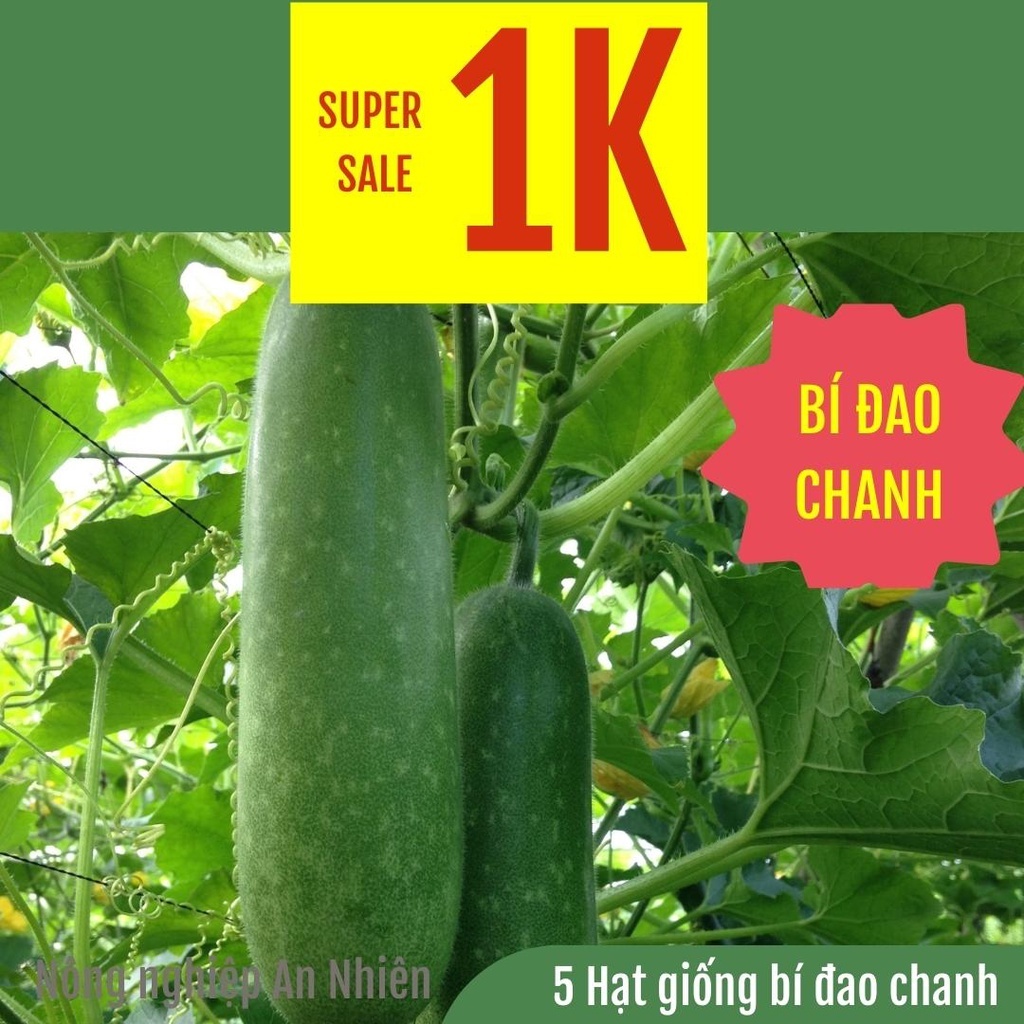 SUPER
SALE
1K
BÍ ĐAO
CHANH
Nông nghiệp An Nhiên
5 Hạt giống bí đao chanh